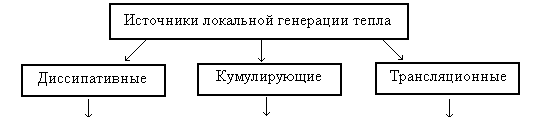 Источники локальной генерации тепла
Диссипативные
Кумулирующие
Трансляционные